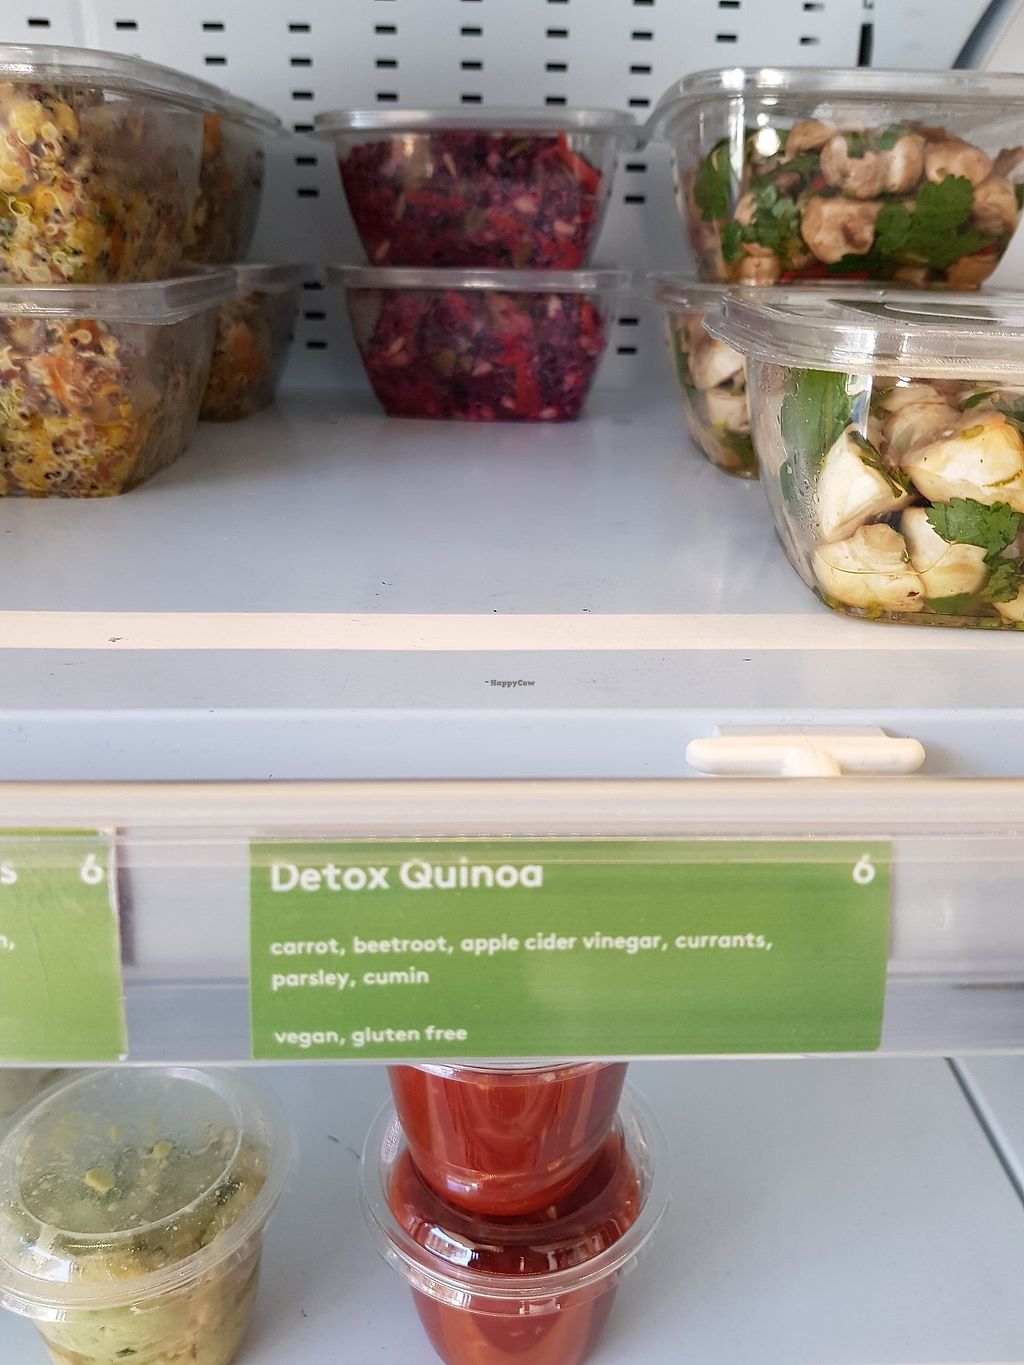 -HappyCow
s 6
n,
Detox Quinoa 6
carrot, beetroot, apple cider vinegar, currants,
parsley, cumin
vegan, gluten free